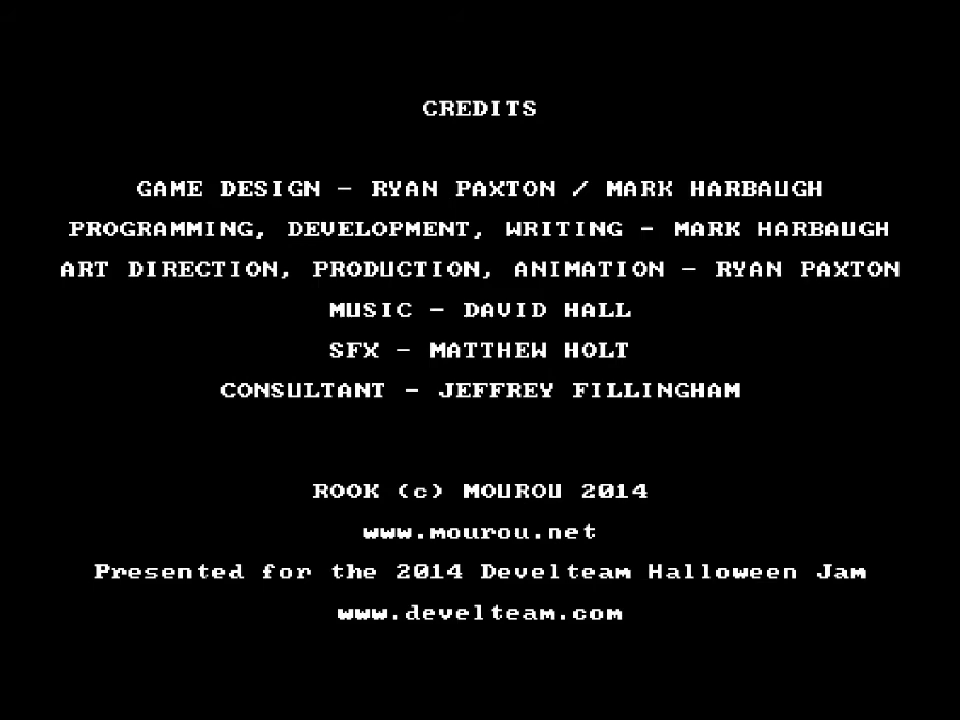 CREDITS
GAME DESIGN - RYAN PAXTON / MARK HARBAUGH
PROGRAMMING, DEVELOPMENT, WRITING - MARK HARBAUGH
ART DIRECTION, PRODUCTION, ANIMATION - RYAN PAXTON
MUSIC - DAVID HALL
SFX - MATTHEW HOLT
CONSULTANT - JEFFREY FILLINGHAM
ROOK (c) MOUROU 2014
www.mourou.net
Presented for the 2014 Develteam Halloween Jam
www.develteam.com